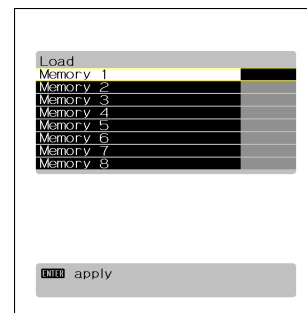 Load
Memory 1
Memory 2
Memory 3
Memory 4
Memory 5
Memory 6
Memory 7
Memory 8
ENTER apply